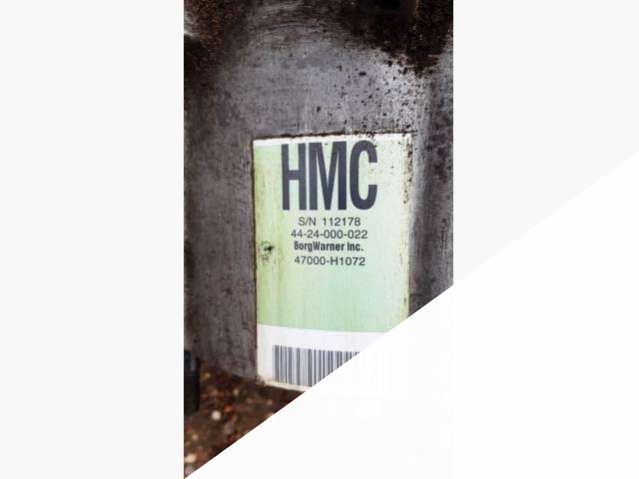 HMC
S/N 112178
44-24-000-022
BorgWarner Inc.
47000-H1072